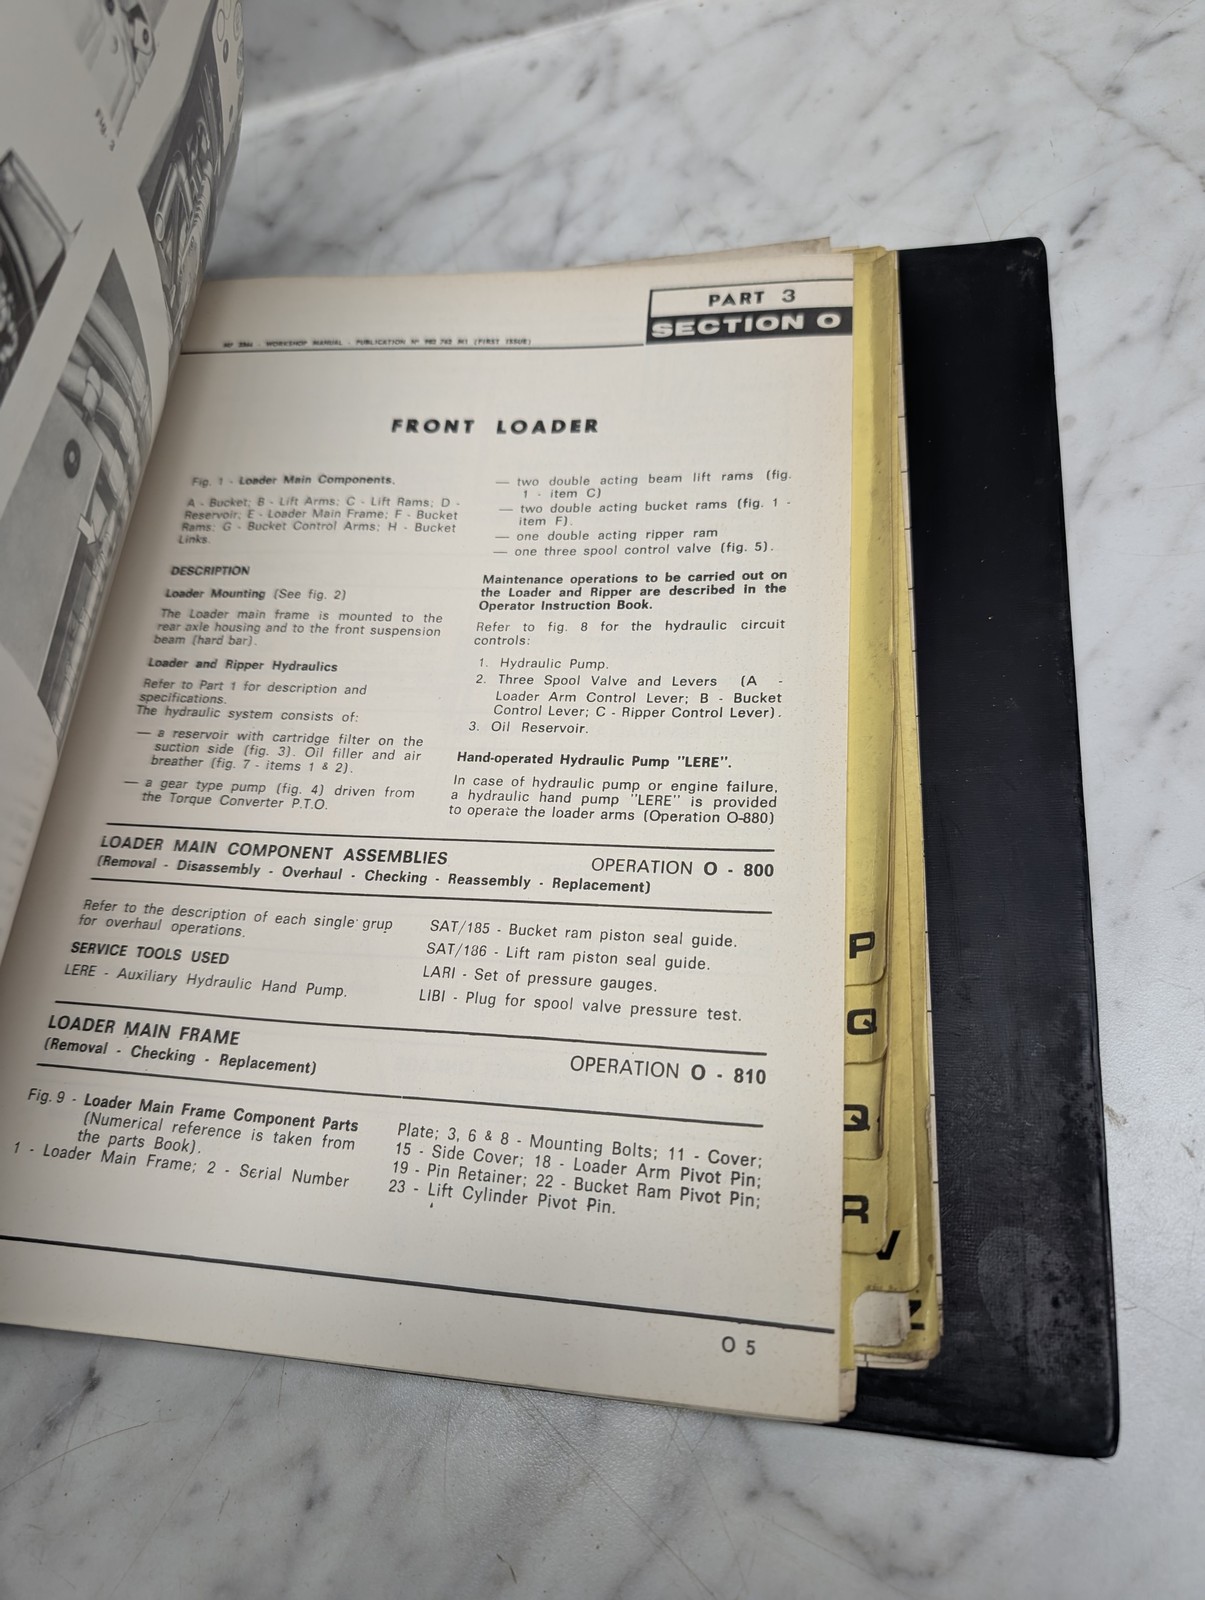 PART 3
SECTION O
WORKSHOP MANUAL - PUBLICATION Nº (FIRST ISSUE)
FRONT LOADER
Fig. 1 - Loader Main Components.
A - Bucket; B - Lift Arms; C - Lift Rams; D -
Reservoir; E - Loader Main Frame; F - Bucket
Rams; G - Bucket Control Arms; H - Bucket
Links.
DESCRIPTION
Loader Mounting (See fig. 2)
The Loader main frame is mounted to the
rear axle housing and to the front suspension
beam (hard bar).
Loader and Ripper Hydraulics
Refer to Part 1 for description and
specifications.
The hydraulic system consists of:
— a reservoir with cartridge filter on the
suction side (fig. 3). Oil filler and air
breather (fig. 7 - items 1 & 2).
— a gear type pump (fig. 4) driven from
the Torque Converter P.T.O.
— two double acting beam lift rams (fig.
1 - item C)
— two double acting bucket rams (fig. 1 -
item F).
— one double acting ripper ram
— one three spool control valve (fig. 5).
Maintenance operations to be carried out on
the Loader and Ripper are described in the
Operator Instruction Book.
Refer to fig. 8 for the hydraulic circuit
controls:
1. Hydraulic Pump.
2. Three Spool Valve and Levers (A -
Loader Arm Control Lever; B - Bucket
Control Lever; C - Ripper Control Lever).
3. Oil Reservoir.
Hand-operated Hydraulic Pump "LERE".
In case of hydraulic pump or engine failure,
a hydraulic hand pump "LERE" is provided
to operate the loader arms (Operation O-880)
LOADER MAIN COMPONENT ASSEMBLIES OPERATION O - 800
(Removal - Disassembly - Overhaul - Checking - Reassembly - Replacement)
Refer to the description of each single grup
for overhaul operations.
SERVICE TOOLS USED
LERE - Auxiliary Hydraulic Hand Pump.
SAT/185 - Bucket ram piston seal guide.
SAT/186 - Lift ram piston seal guide.
LARI - Set of pressure gauges.
LIBI - Plug for spool valve pressure test.
LOADER MAIN FRAME OPERATION O - 810
(Removal - Checking - Replacement)
Fig. 9 - Loader Main Frame Component Parts
(Numerical reference is taken from
the parts Book).
1 - Loader Main Frame; 2 - Serial Number
Plate; 3, 6 & 8 - Mounting Bolts; 11 - Cover;
15 - Side Cover; 18 - Loader Arm Pivot Pin;
19 - Pin Retainer; 22 - Bucket Ram Pivot Pin;
23 - Lift Cylinder Pivot Pin.
O 5
P
Q
Q
R
V
Z